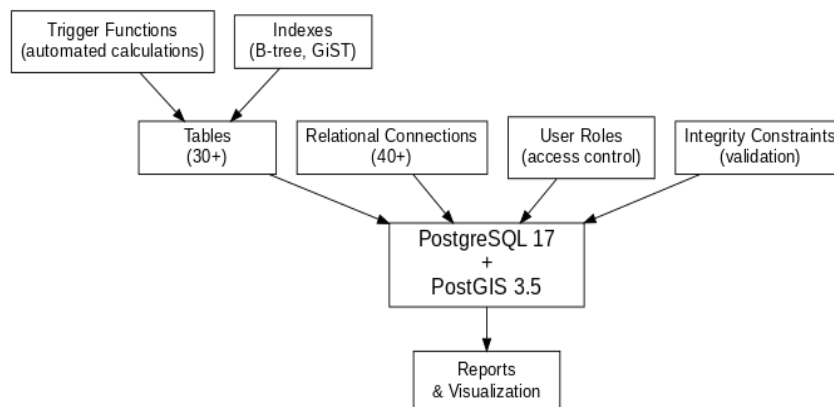 Trigger Functions
(automated calculations)
Indexes
(B-tree, GiST)
Tables
(30+)
Relational Connections
(40+)
User Roles
(access control)
Integrity Constraints
(validation)
PostgreSQL 17
+
PostGIS 3.5
Reports
& Visualization